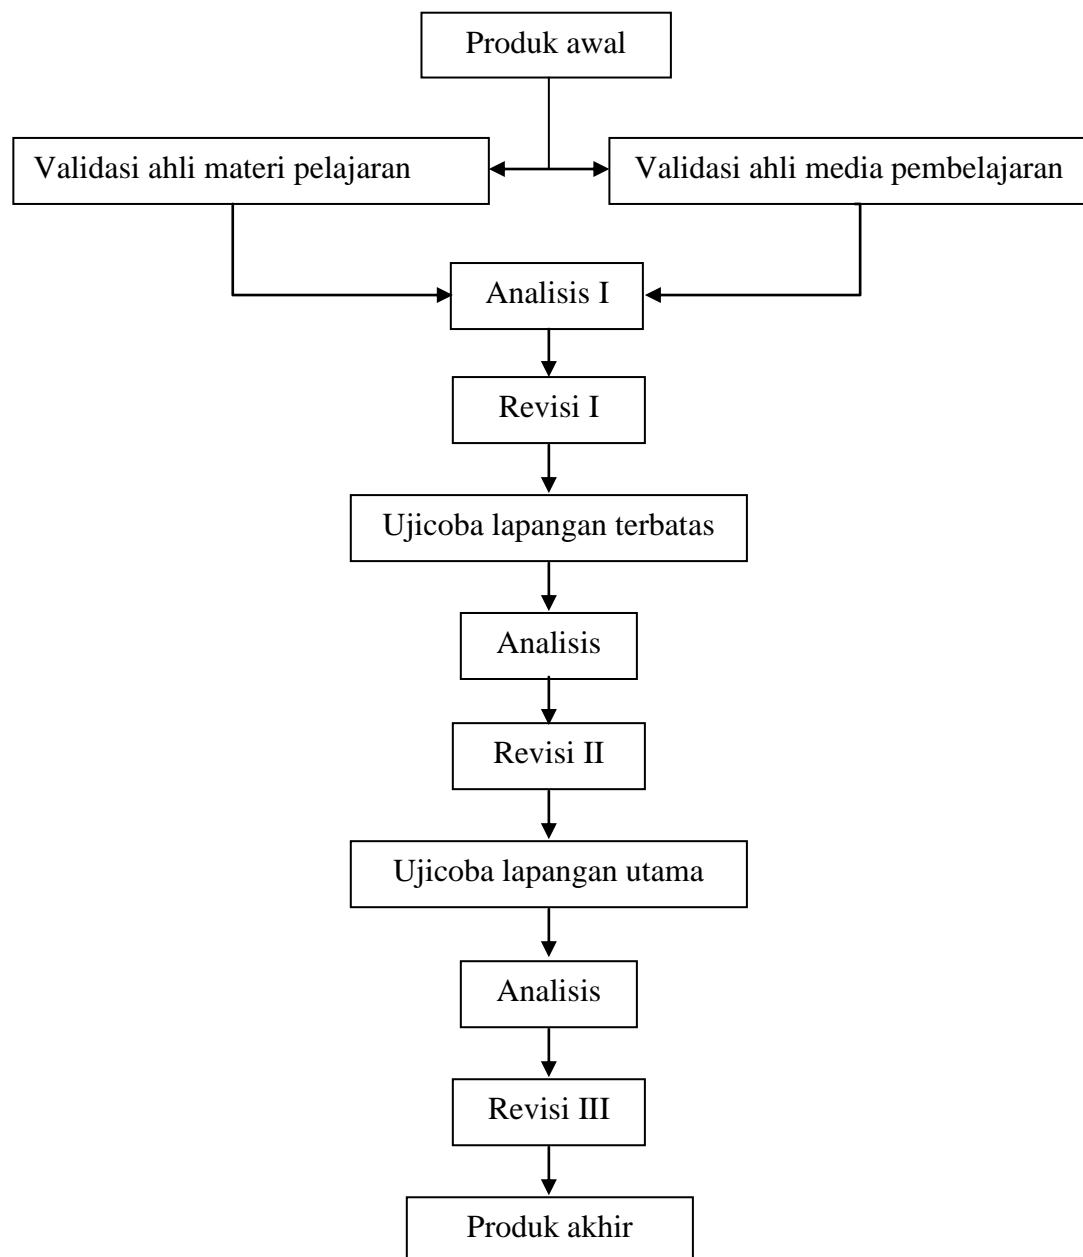 Produk awal
Validasi ahli materi pelajaran
Validasi ahli media pembelajaran
Analisis I
Revisi I
Ujicoba lapangan terbatas
Analisis
Revisi II
Ujicoba lapangan utama
Analisis
Revisi III
Produk akhir